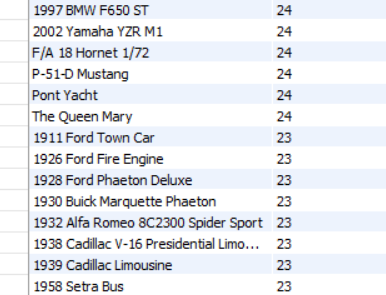 1997 BMW F650 ST 24
2002 Yamaha YZR M1 24
F/A 18 Hornet 1/72 24
P-51-D Mustang 24
Pont Yacht 24
The Queen Mary 24
1911 Ford Town Car 23
1926 Ford Fire Engine 23
1928 Ford Phaeton Deluxe 23
1930 Buick Marquette Phaeton 23
1932 Alfa Romeo 8C2300 Spider Sport 23
1938 Cadillac V-16 Presidential Limo... 23
1939 Cadillac Limousine 23
1958 Setra Bus 23